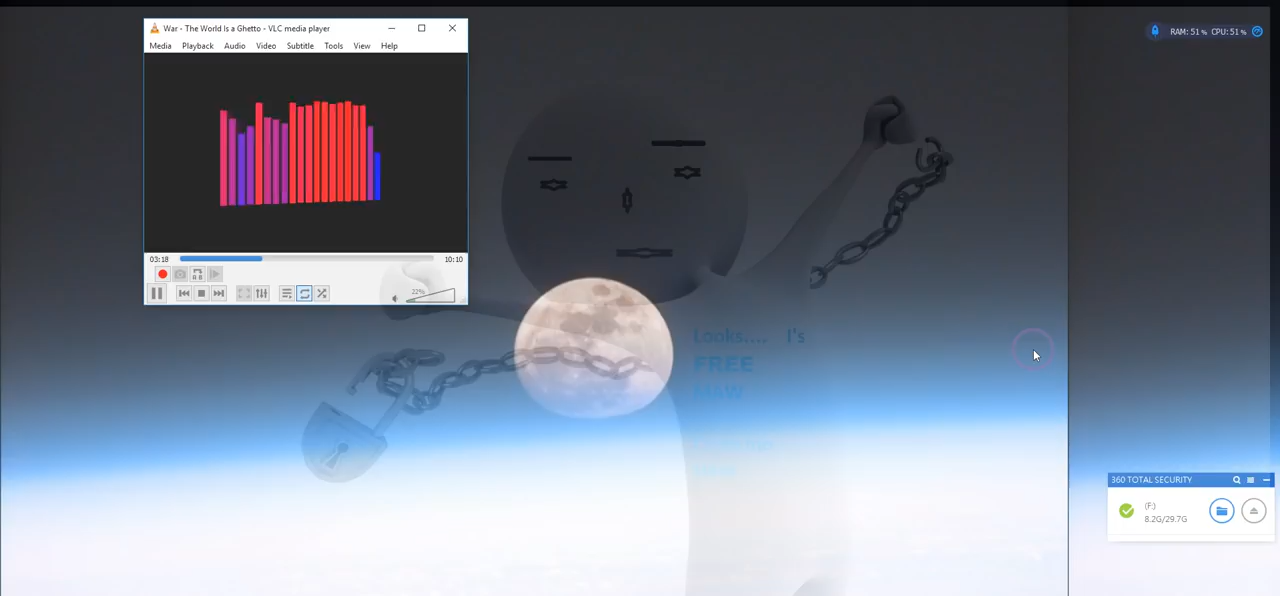 War - The World Is a Ghetto - VLC media player
Media Playback Audio Video Subtitle Tools View Help
RAM: 51% CPU: 51%
03:18 10:10
22%
Looks.... I's
FREE
360 TOTAL SECURITY
(F:)
8.2G/29.7G